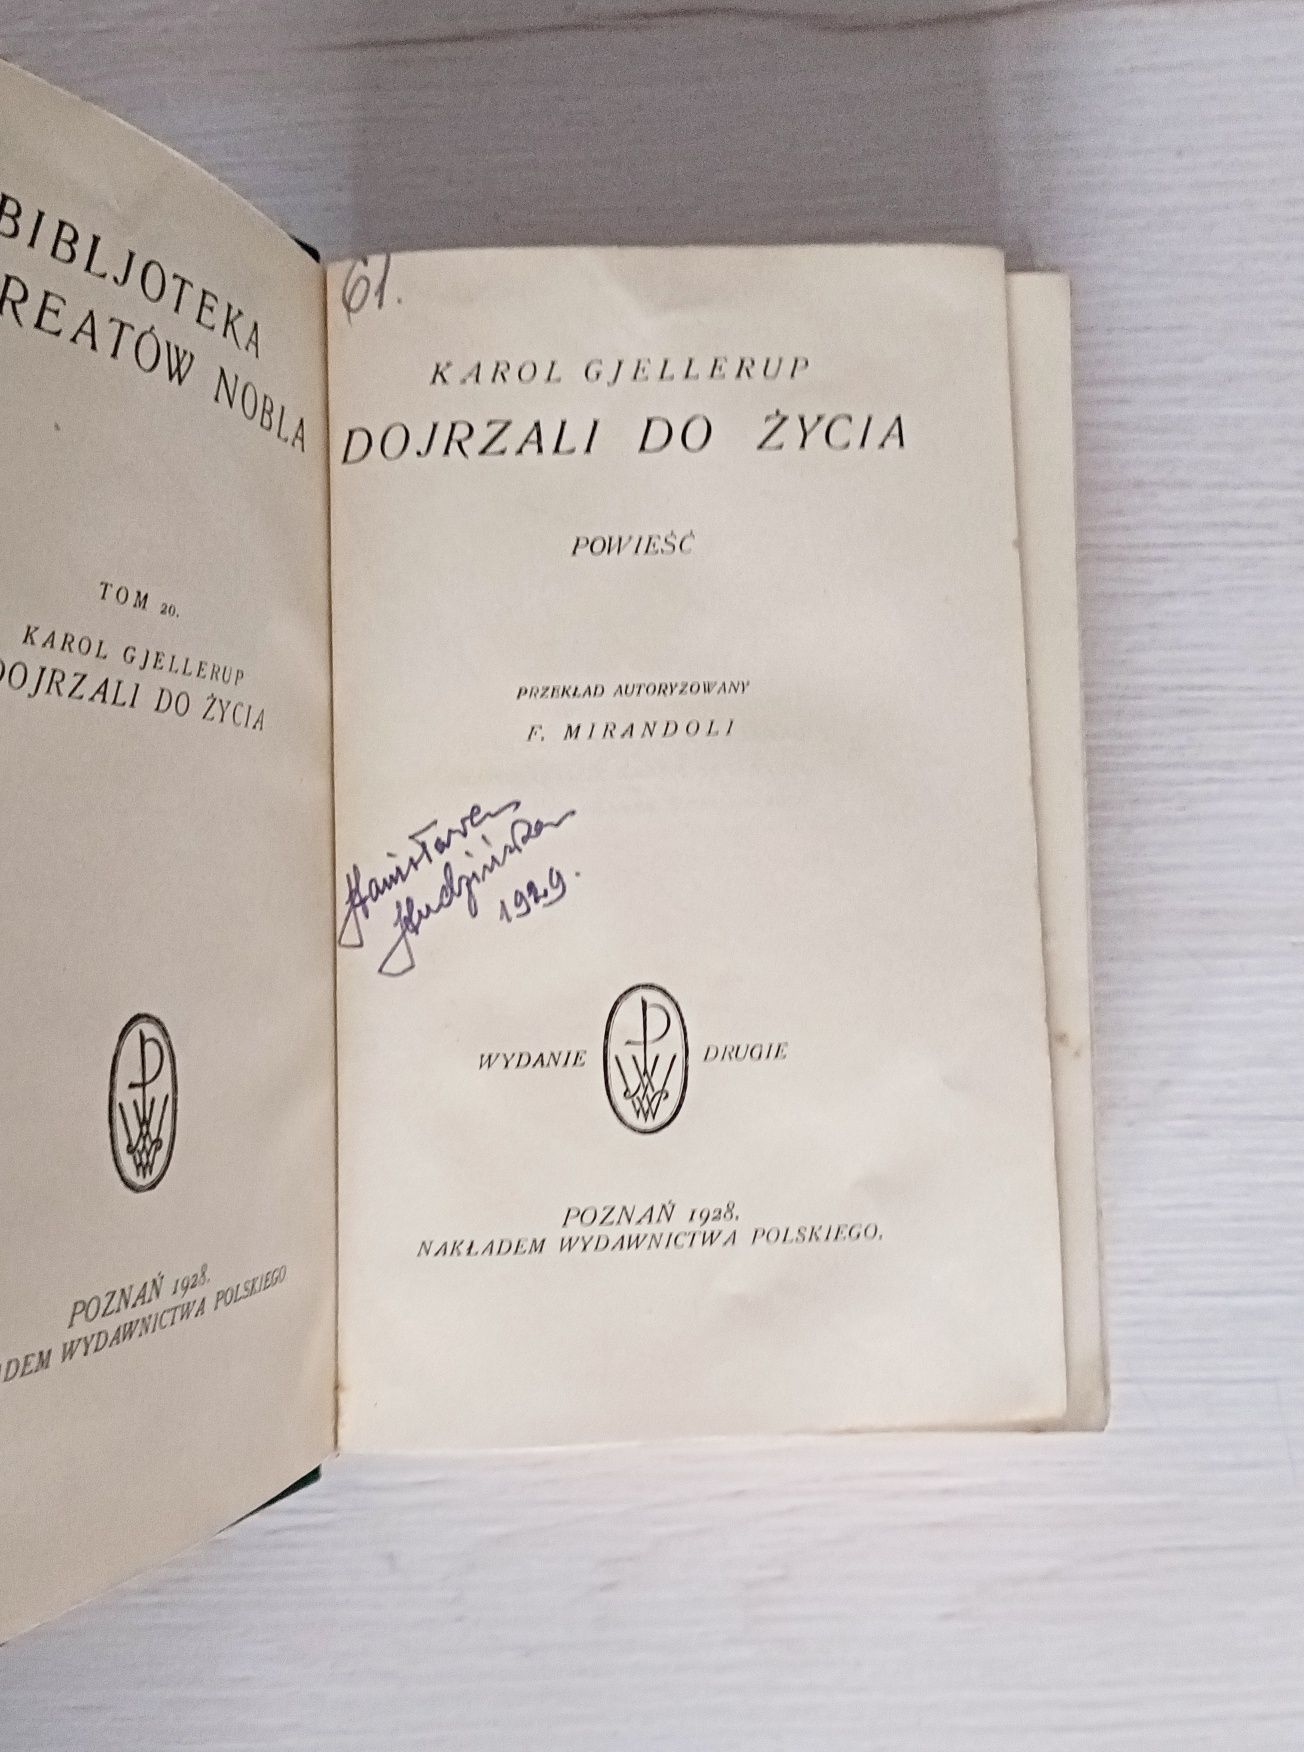 BIBLJOTEKA
REATÓW NOBLA
TOM 20.
KAROL GJELLERUP
DOJRZALI DO ŻYCIA
POZNAŃ 1928.
DEM WYDAWNICTWA POLSKIEGO
61.
KAROL GJELLERUP
DOJRZALI DO ŻYCIA
POWIEŚĆ
PRZEKŁAD AUTORYZOWANY
F. MIRANDOLI
Stanisława
1929.
WYDANIE DRUGIE
POZNAŃ 1928.
NAKŁADEM WYDAWNICTWA POLSKIEGO.